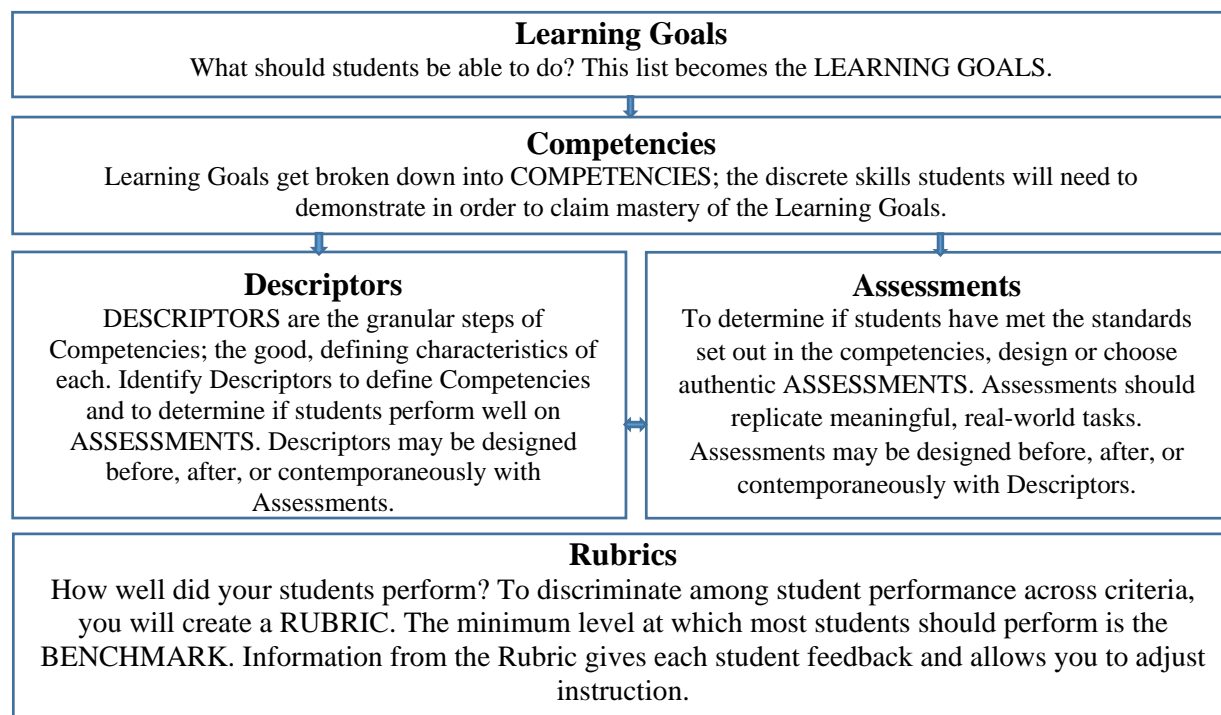 Learning Goals
What should students be able to do? This list becomes the LEARNING GOALS.
Competencies
Learning Goals get broken down into COMPETENCIES; the discrete skills students will need to
demonstrate in order to claim mastery of the Learning Goals.
Descriptors
DESCRIPTORS are the granular steps of
Competencies; the good, defining characteristics of
each. Identify Descriptors to define Competencies
and to determine if students perform well on
ASSESSMENTS. Descriptors may be designed
before, after, or contemporaneously with
Assessments.
Assessments
To determine if students have met the standards
set out in the competencies, design or choose
authentic ASSESSMENTS. Assessments should
replicate meaningful, real-world tasks.
Assessments may be designed before, after, or
contemporaneously with Descriptors.
Rubrics
How well did your students perform? To discriminate among student performance across criteria,
you will create a RUBRIC. The minimum level at which most students should perform is the
BENCHMARK. Information from the Rubric gives each student feedback and allows you to adjust
instruction.